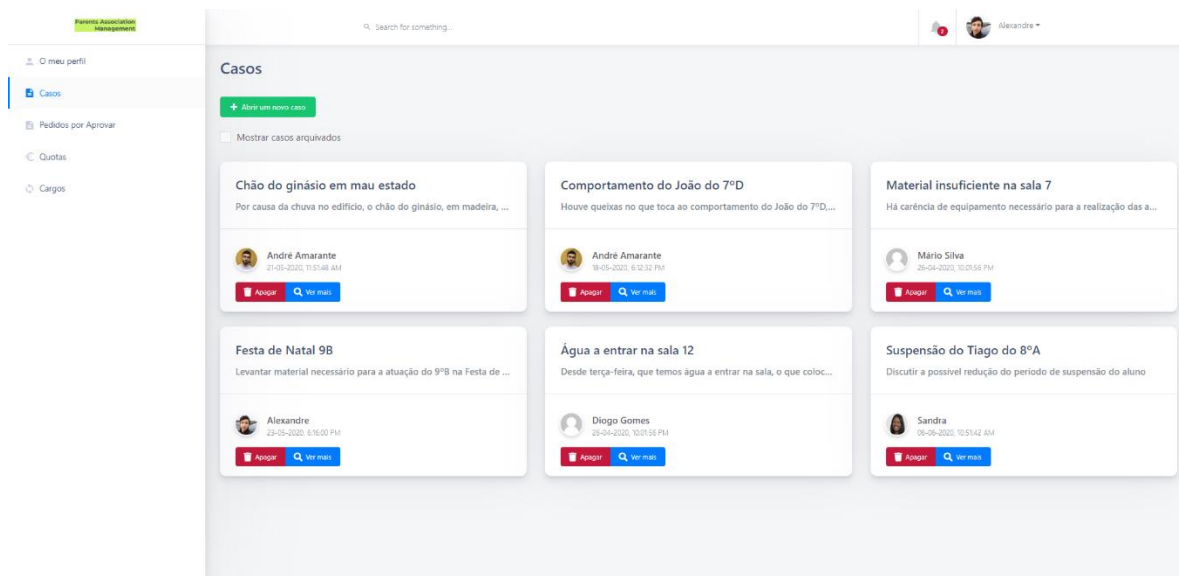 Parents Association
Management
Search for something...
2
Alexandre
O meu perfil
Casos
Pedidos por Aprovar
Quotas
Cargos
Casos
+ Abrir um novo caso
Mostrar casos arquivados
Chão do ginásio em mau estado
Por causa da chuva no edifício, o chão do ginásio, em madeira, ...
André Amarante
21-05-2020, 11:51:48 AM
Apagar Ver mais
Comportamento do João do 7ºD
Houve queixas no que toca ao comportamento do João do 7ºD,...
André Amarante
18-05-2020, 6:12:32 PM
Apagar Ver mais
Material insuficiente na sala 7
Há carência de equipamento necessário para a realização das a...
Mário Silva
26-04-2020, 10:01:56 PM
Apagar Ver mais
Festa de Natal 9B
Levantar material necessário para a atuação do 9ºB na Festa de ...
Alexandre
23-05-2020, 6:16:00 PM
Apagar Ver mais
Água a entrar na sala 12
Desde terça-feira, que temos água a entrar na sala, o que coloc...
Diogo Gomes
25-04-2020, 10:01:56 PM
Apagar Ver mais
Suspensão do Tiago do 8ºA
Discutir a possível redução do período de suspensão do aluno
Sandra
06-06-2020, 10:51:42 AM
Apagar Ver mais